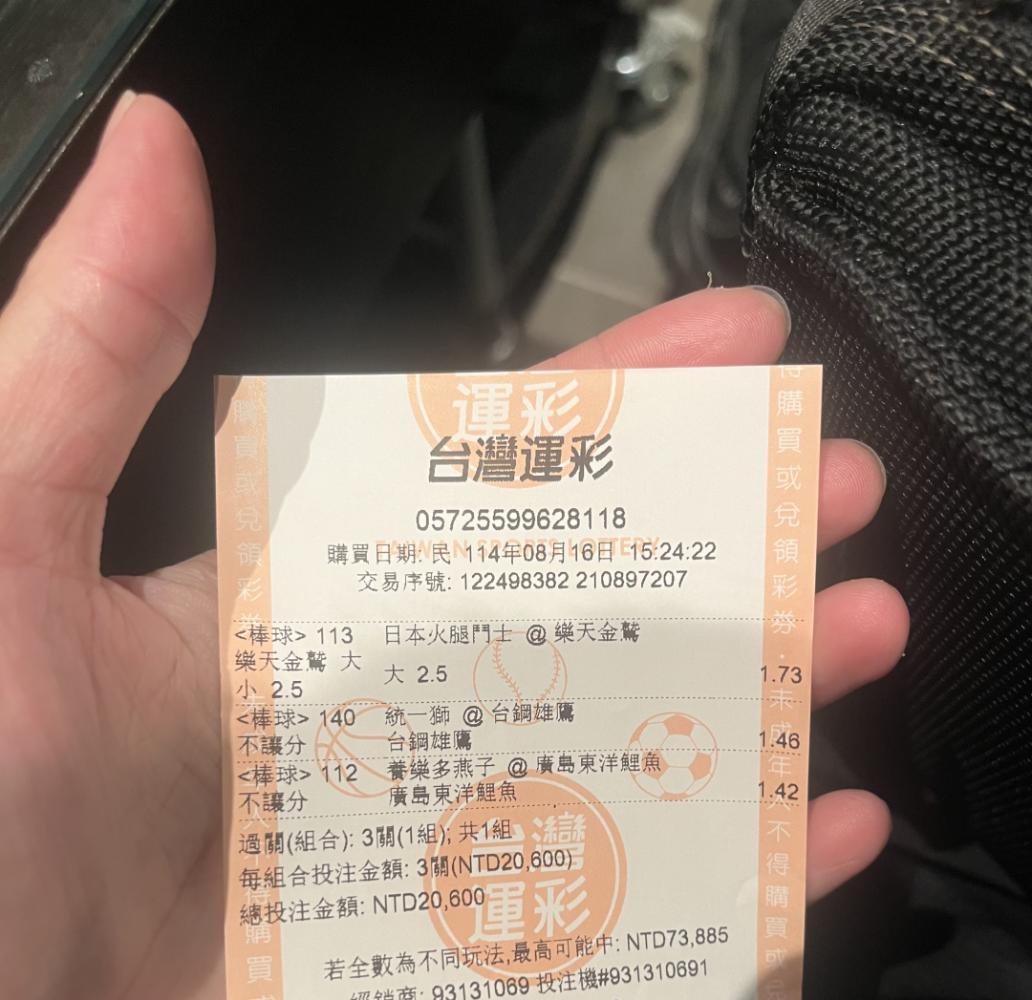 運彩
台灣運彩
05725599628118
TAIWAN SPORTS LOTTERY
購買日期: 民 114年08月16日 15:24:22
交易序號: 122498382 210897207
<棒球> 113 日本火腿鬥士 @ 樂天金鷲
樂天金鷲 大小 2.5 大 2.5 1.73
<棒球> 140 統一獅 @ 台鋼雄鷹
不讓分 台鋼雄鷹 1.46
<棒球> 112 養樂多燕子 @ 廣島東洋鯉魚
不讓分 廣島東洋鯉魚 1.42
過關(組合): 3關(1組); 共1組
每組合投注金額: 3關(NTD20,600)
總投注金額: NTD20,600
台灣
運彩
若全數為不同玩法,最高可能中: NTD73,885
經銷商: 93131069 投注機#931310691
購買或兌領彩券
購買或
得購買或兌領彩券・未成年人不得購買或